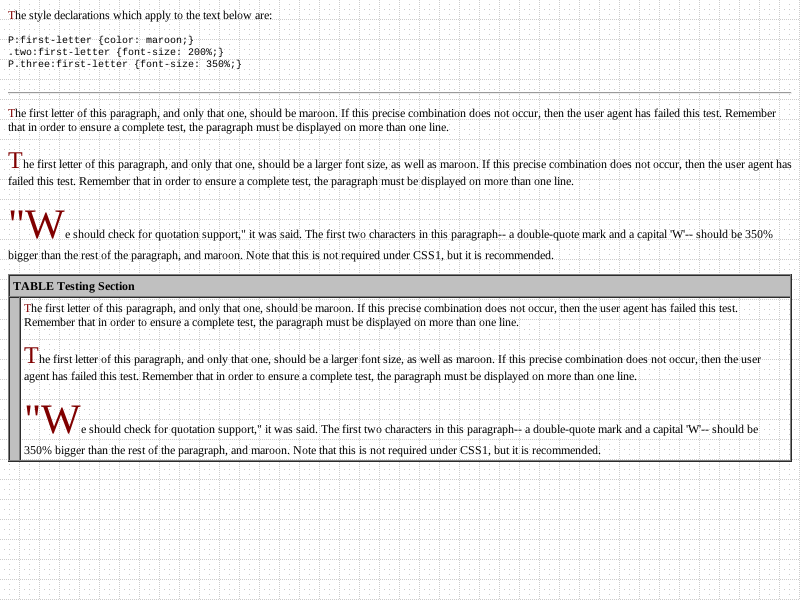 The style declarations which apply to the text below are:
P:first-letter {color: maroon;}
.two:first-letter {font-size: 200%;}
P.three:first-letter {font-size: 350%;}
The first letter of this paragraph, and only that one, should be maroon. If this precise combination does not occur, then the user agent has failed this test. Remember
that in order to ensure a complete test, the paragraph must be displayed on more than one line.
The first letter of this paragraph, and only that one, should be a larger font size, as well as maroon. If this precise combination does not occur, then the user agent has
failed this test. Remember that in order to ensure a complete test, the paragraph must be displayed on more than one line.
"We should check for quotation support," it was said. The first two characters in this paragraph-- a double-quote mark and a capital 'W'-- should be 350%
bigger than the rest of the paragraph, and maroon. Note that this is not required under CSS1, but it is recommended.
TABLE Testing Section
The first letter of this paragraph, and only that one, should be maroon. If this precise combination does not occur, then the user agent has failed this test.
Remember that in order to ensure a complete test, the paragraph must be displayed on more than one line.
The first letter of this paragraph, and only that one, should be a larger font size, as well as maroon. If this precise combination does not occur, then the user
agent has failed this test. Remember that in order to ensure a complete test, the paragraph must be displayed on more than one line.
"We should check for quotation support," it was said. The first two characters in this paragraph-- a double-quote mark and a capital 'W'-- should be
350% bigger than the rest of the paragraph, and maroon. Note that this is not required under CSS1, but it is recommended.